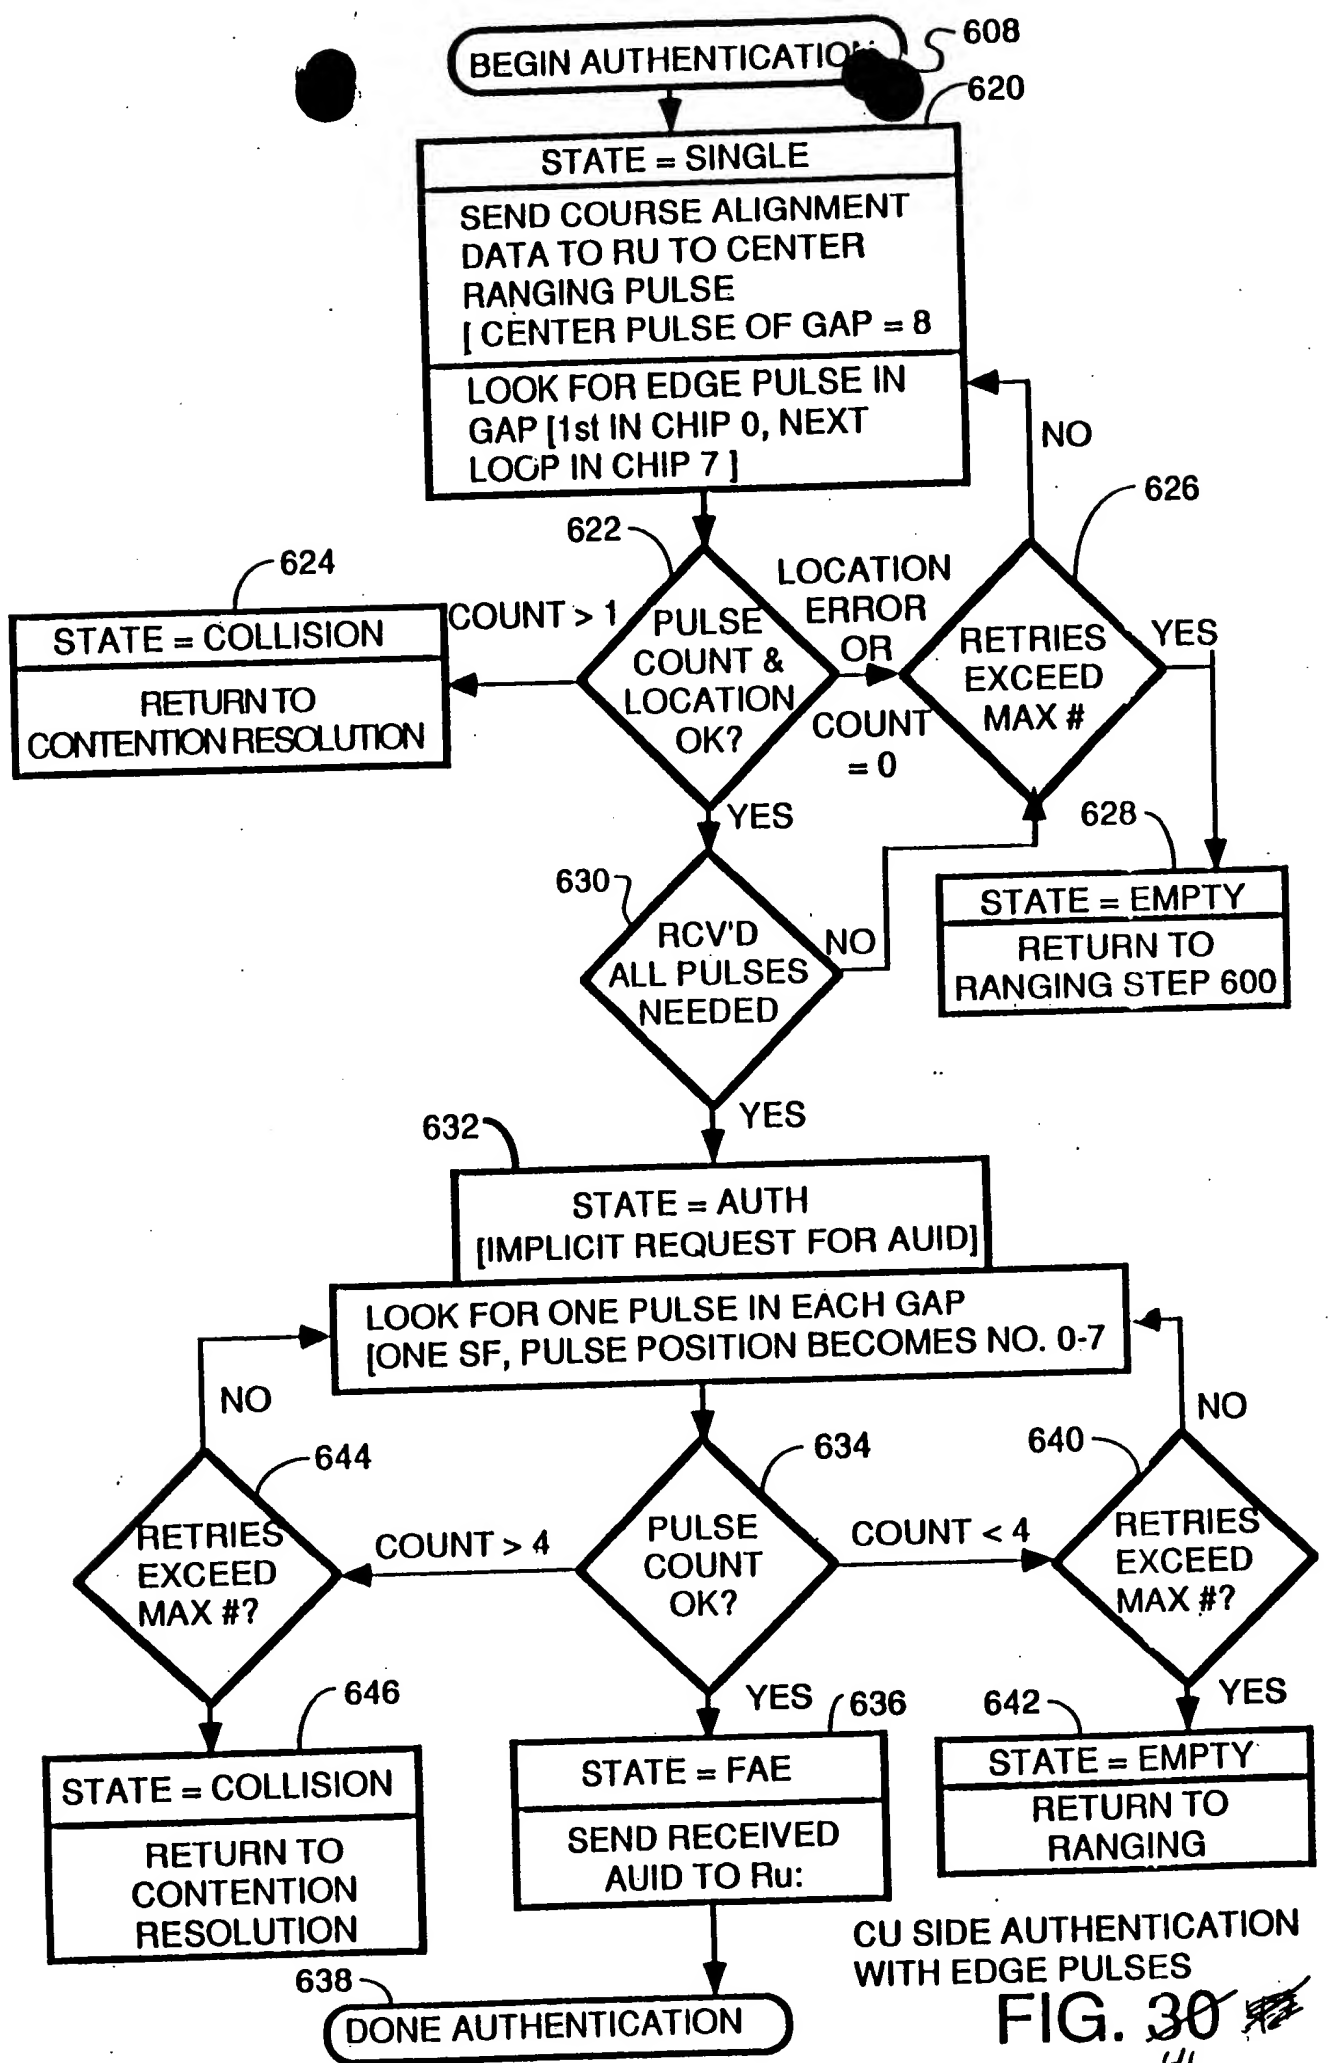 BEGIN AUTHENTICATION
608
620
STATE = SINGLE
SEND COURSE ALIGNMENT
DATA TO RU TO CENTER
RANGING PULSE
[ CENTER PULSE OF GAP = 8
LOOK FOR EDGE PULSE IN
GAP [1st IN CHIP 0, NEXT
LOOP IN CHIP 7 ]
NO
626
622
624
COUNT > 1
LOCATION
ERROR
OR
COUNT
= 0
STATE = COLLISION
RETURN TO
CONTENTION RESOLUTION
PULSE
COUNT &
LOCATION
OK?
RETRIES
EXCEED
MAX #
YES
YES
628
630
STATE = EMPTY
RETURN TO
RANGING STEP 600
RCV'D
ALL PULSES
NEEDED
NO
YES
632
STATE = AUTH
[IMPLICIT REQUEST FOR AUID]
LOOK FOR ONE PULSE IN EACH GAP
[ONE SF, PULSE POSITION BECOMES NO. 0-7
NO
NO
644
634
640
RETRIES
EXCEED
MAX #?
COUNT > 4
PULSE
COUNT
OK?
COUNT < 4
RETRIES
EXCEED
MAX #?
646
YES
636
642
YES
STATE = COLLISION
RETURN TO
CONTENTION
RESOLUTION
STATE = FAE
SEND RECEIVED
AUID TO Ru:
STATE = EMPTY
RETURN TO
RANGING
638
DONE AUTHENTICATION
CU SIDE AUTHENTICATION
WITH EDGE PULSES
FIG. 30
41